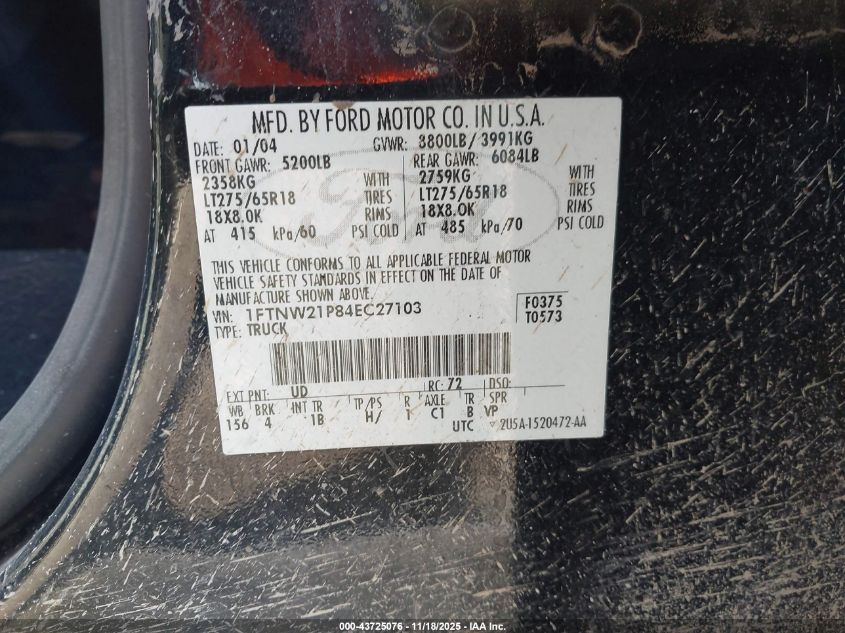 MFD. BY FORD MOTOR CO. IN U.S.A.
DATE: 01/04 GVWR: 3800LB/ 3991KG
FRONT GAWR: 5200LB REAR GAWR: 6084LB
2358KG WITH 2759KG WITH
LT275/65R18 TIRES LT275/65R18 TIRES
18X8.0K RIMS 18X8.0K RIMS
AT 415 kPa/60 PSI COLD AT 485 kPa/70 PSI COLD
THIS VEHICLE CONFORMS TO ALL APPLICABLE FEDERAL MOTOR
VEHICLE SAFETY STANDARDS IN EFFECT ON THE DATE OF
MANUFACTURE SHOWN ABOVE.
VIN: 1FTNW21P84EC27103 F0375
TYPE: TRUCK T0573
EXT PNT: UD RC: 72 DSO:
WB BRK INT TR TP/PS R AXLE TR SPR
156 4 1B H/ C1 B VP
UTC 2U5A-1520472-AA
Ford
000-43725076 - 11/18/2025 - IAA Inc.